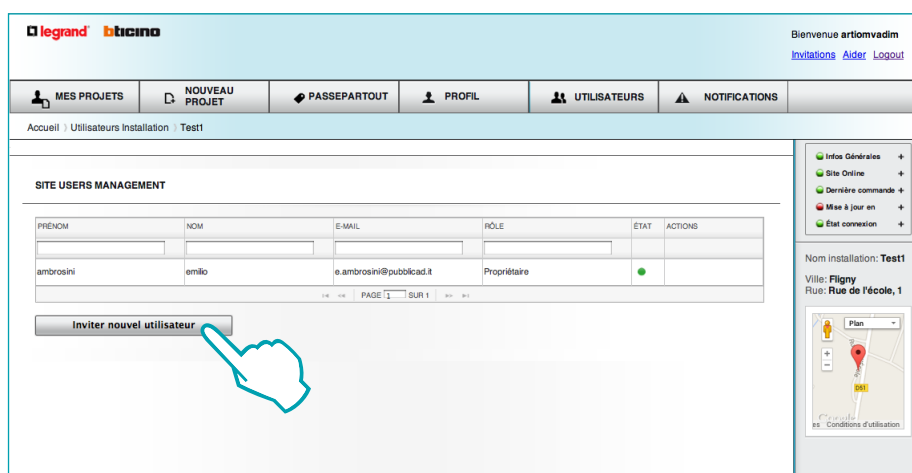 legrand bticino
Bienvenue artiomvadim
Invitations Aider Logout
MES PROJETS NOUVEAU PROJET PASSEPARTOUT PROFIL UTILISATEURS NOTIFICATIONS
Accueil Utilisateurs Installation Test1
SITE USERS MANAGEMENT
PRÉNOM NOM E-MAIL RÔLE ÉTAT ACTIONS
ambrosini emilio e.ambrosini@pubblicad.it Propriétaire
PAGE 1 SUR 1
Inviter nouvel utilisateur
Infos Générales +
Site Online +
Dernière commande +
Mise à jour en +
État connexion +
Nom installation: Test1
Ville: Fligny
Rue: Rue de l'école, 1
Plan
+
−
D51
Google
es Conditions d'utilisation